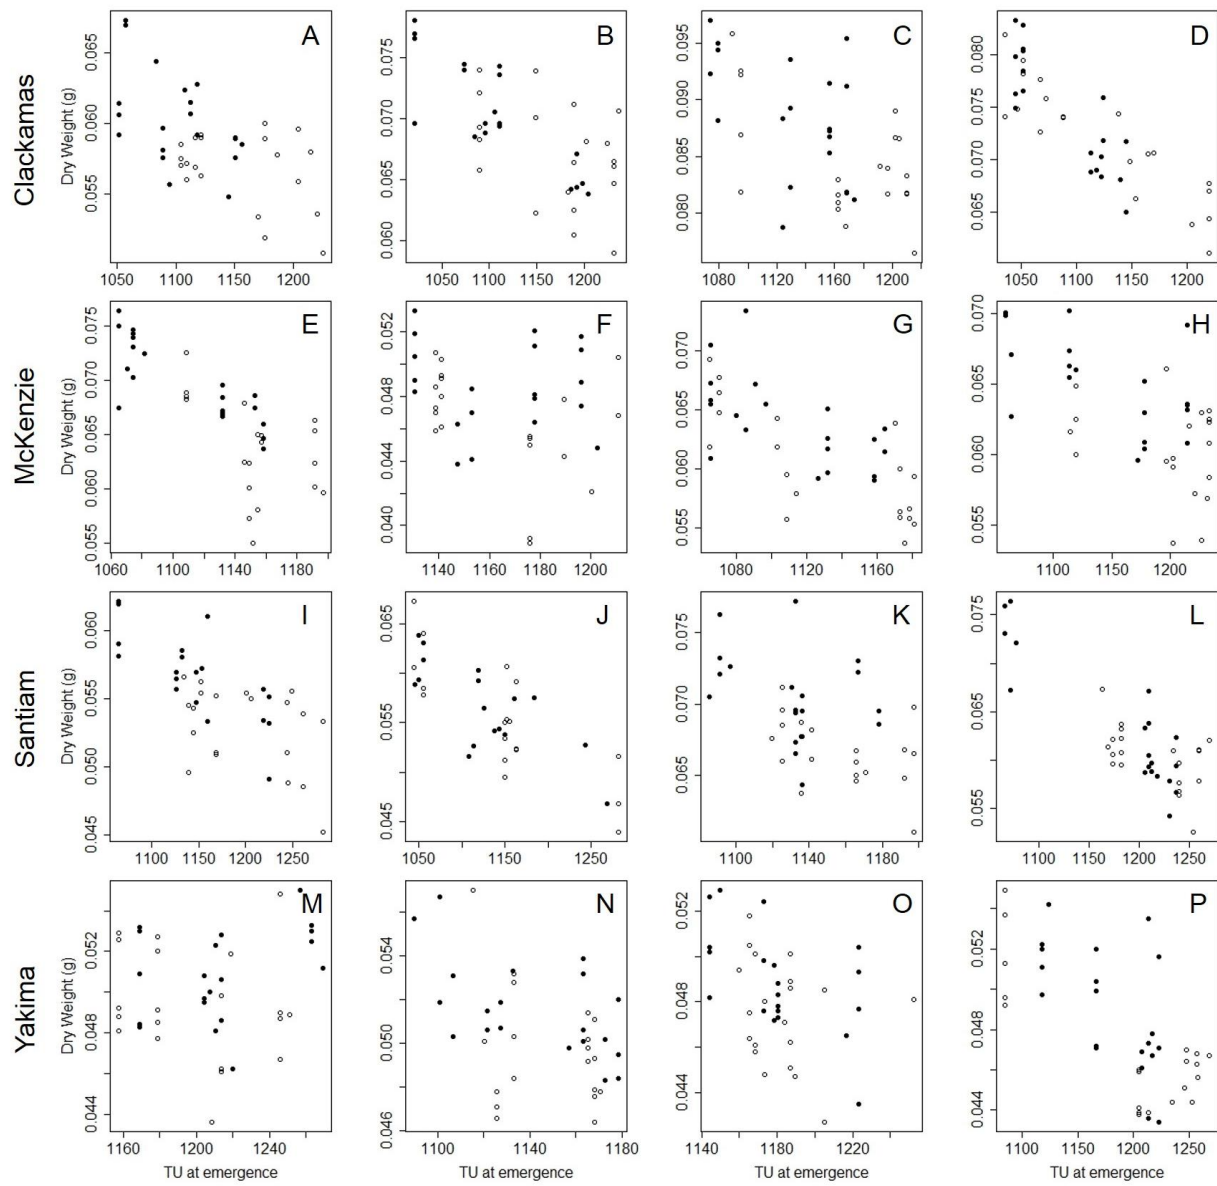 Clackamas
Dry Weight (g)
0.055 0.060 0.065
A
1050 1100 1150 1200
0.060 0.065 0.070 0.075
B
1050 1100 1150 1200
0.080 0.085 0.090 0.095
C
1080 1120 1160 1200
0.065 0.070 0.075 0.080
D
1050 1100 1150 1200
McKenzie
Dry Weight (g)
0.055 0.060 0.065 0.070 0.075
E
1060 1100 1140 1180
0.040 0.044 0.048 0.052
F
1140 1160 1180 1200
0.055 0.060 0.065 0.070
G
1080 1120 1160
0.055 0.060 0.065 0.070
H
1100 1150 1200
Santiam
Dry Weight (g)
0.045 0.050 0.055 0.060
I
1100 1150 1200 1250
0.045 0.055 0.065
J
1050 1150 1250
0.065 0.070 0.075
K
1100 1140 1180
0.055 0.065 0.075
L
1100 1150 1200 1250
Yakima
Dry Weight (g)
0.044 0.048 0.052
M
1160 1200 1240
TU at emergence
0.046 0.050 0.054
N
1100 1140 1180
TU at emergence
0.044 0.048 0.052
O
1140 1180 1220
TU at emergence
0.044 0.048 0.052
P
1100 1150 1200 1250
TU at emergence